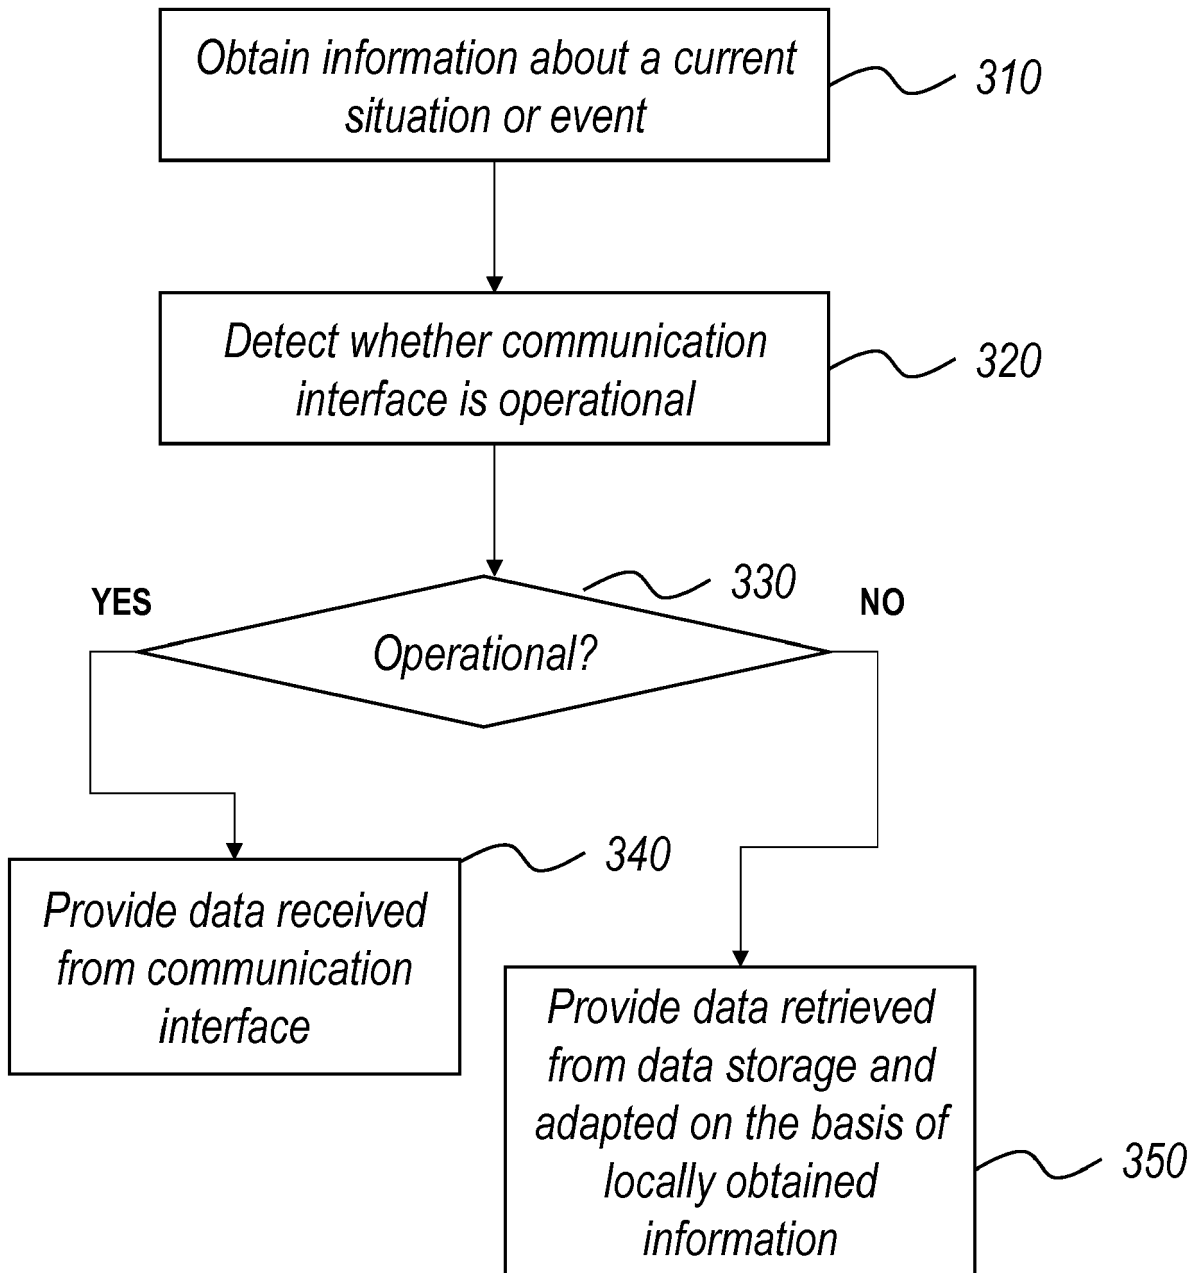 Obtain information about a current
situation or event
310
Detect whether communication
interface is operational
320
330
YES
NO
Operational?
340
Provide data received
from communication
interface
Provide data retrieved
from data storage and
adapted on the basis of
locally obtained
information
350